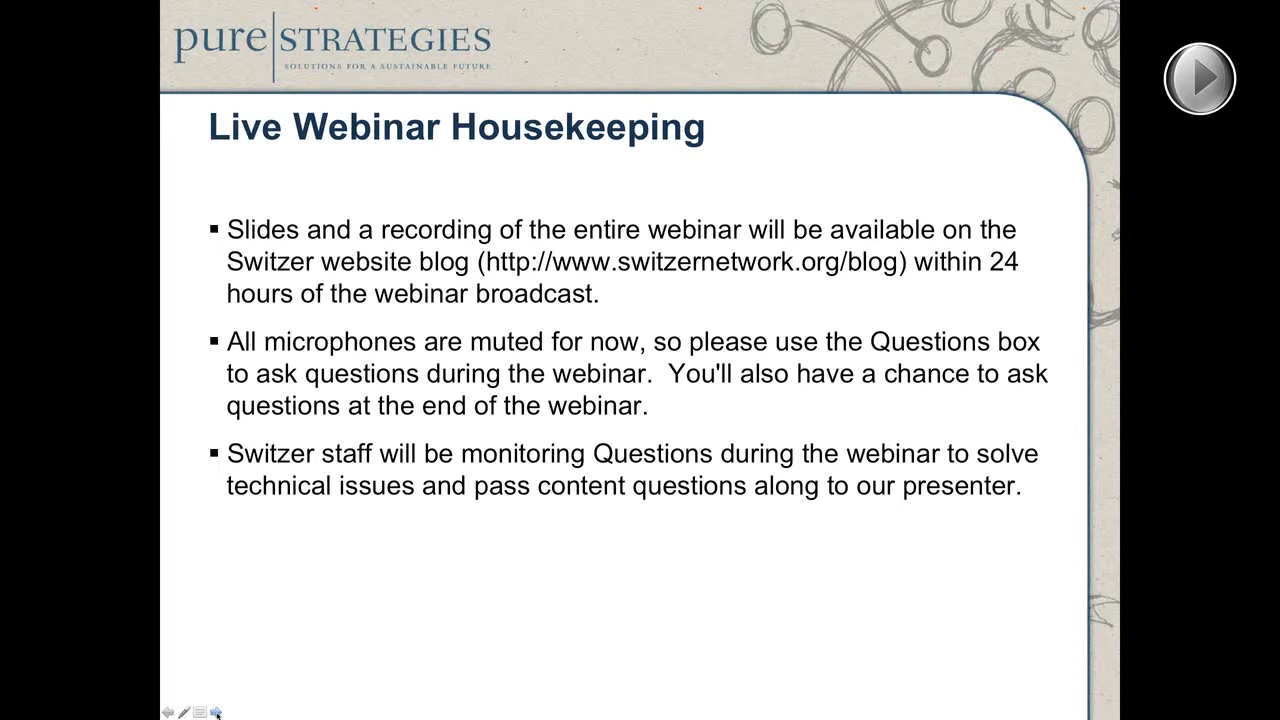 pure STRATEGIES
SOLUTIONS FOR A SUSTAINABLE FUTURE
Live Webinar Housekeeping
▪ Slides and a recording of the entire webinar will be available on the
Switzer website blog (http://www.switzernetwork.org/blog) within 24
hours of the webinar broadcast.
▪ All microphones are muted for now, so please use the Questions box
to ask questions during the webinar.  You'll also have a chance to ask
questions at the end of the webinar.
▪ Switzer staff will be monitoring Questions during the webinar to solve
technical issues and pass content questions along to our presenter.